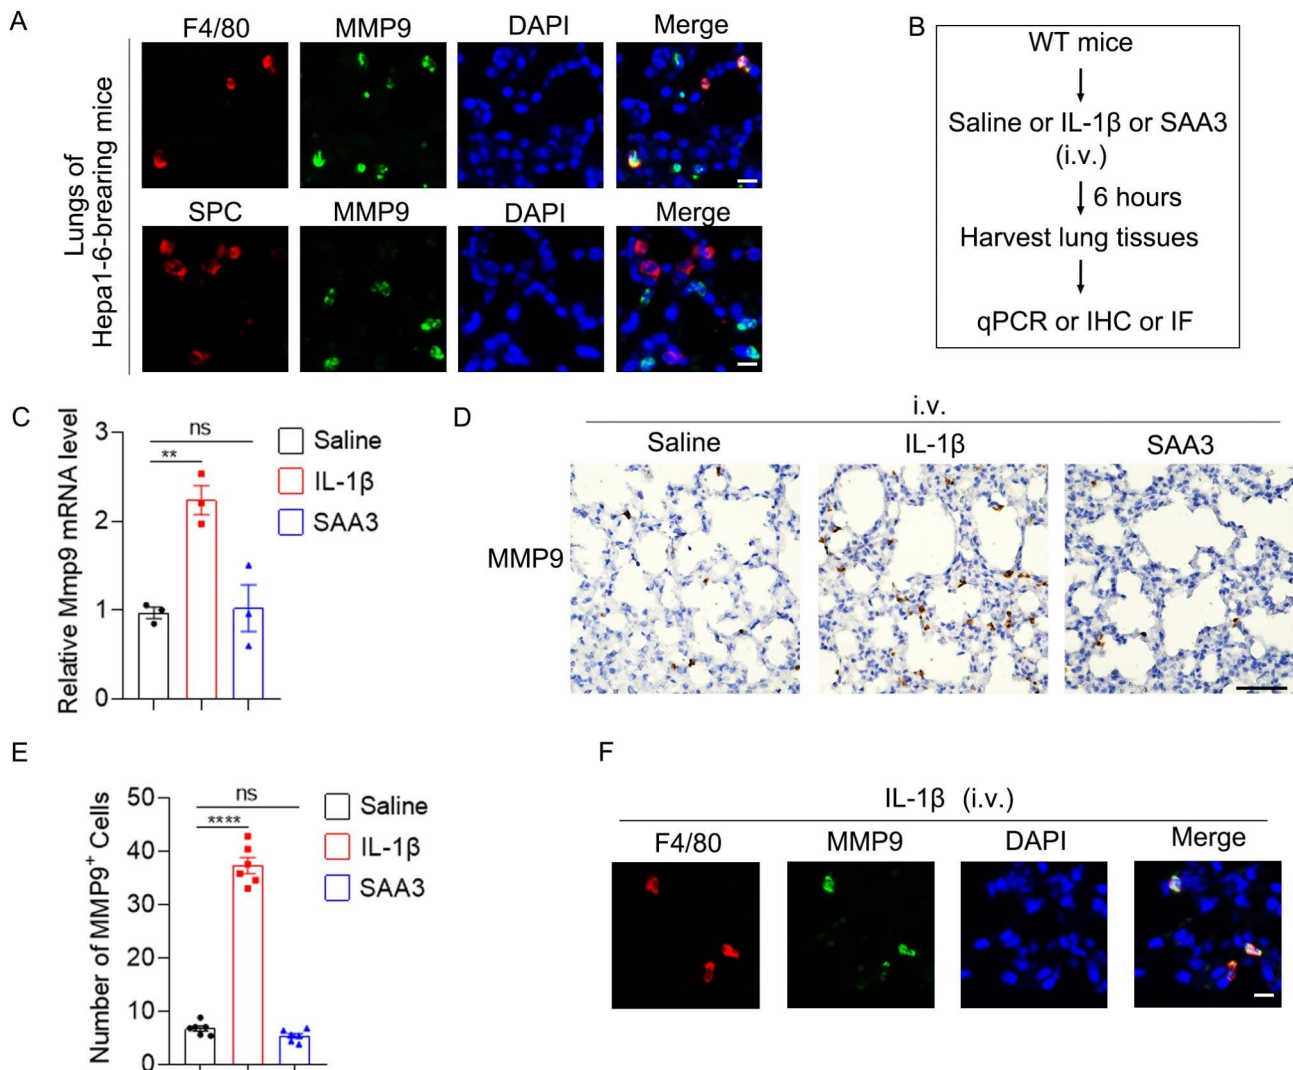 A
F4/80 MMP9 DAPI Merge
Lungs of
Hepa1-6-brearing mice
SPC MMP9 DAPI Merge
B
WT mice
Saline or IL-1β or SAA3
(i.v.)
6 hours
Harvest lung tissues
qPCR or IHC or IF
C
Relative Mmp9 mRNA level
3
2
1
0
ns
**
Saline
IL-1β
SAA3
D
i.v.
Saline IL-1β SAA3
MMP9
E
Number of MMP9+ Cells
50
40
30
20
10
0
ns
****
Saline
IL-1β
SAA3
F
IL-1β (i.v.)
F4/80 MMP9 DAPI Merge